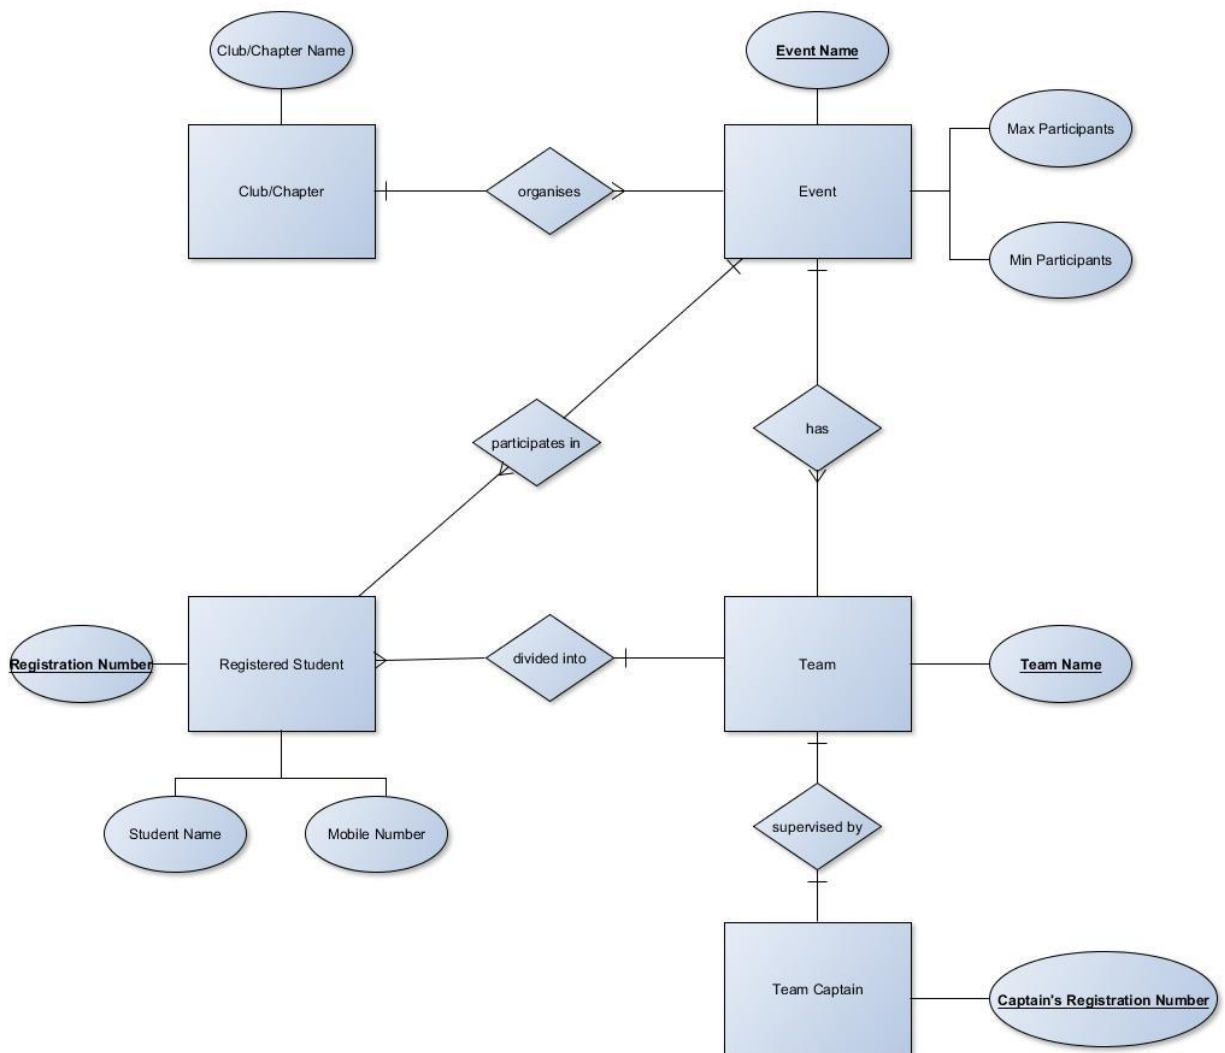 Club/Chapter Name
Event Name
Max Participants
Club/Chapter
organises
Event
Min Participants
participates in
has
Registration Number
Registered Student
divided into
Team
Team Name
Student Name
Mobile Number
supervised by
Team Captain
Captain's Registration Number